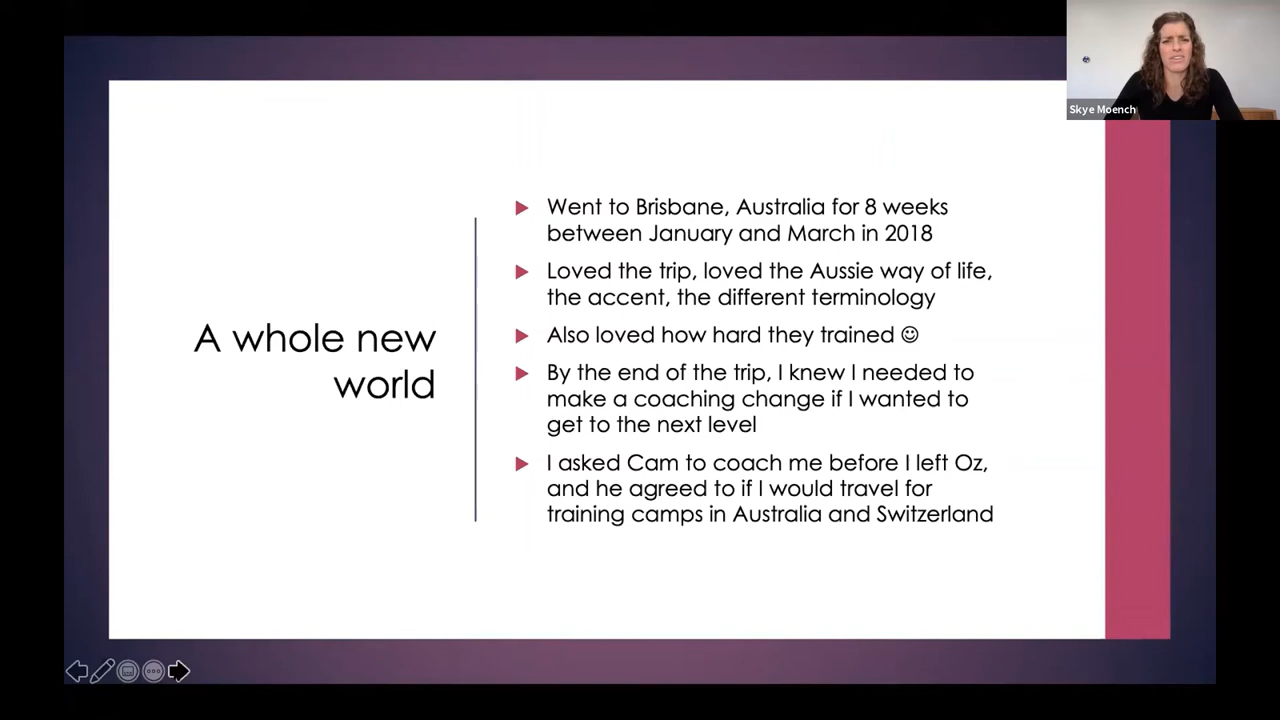 Skye Moench
A whole new
world
Went to Brisbane, Australia for 8 weeks
between January and March in 2018
Loved the trip, loved the Aussie way of life,
the accent, the different terminology
Also loved how hard they trained ☺
By the end of the trip, I knew I needed to
make a coaching change if I wanted to
get to the next level
I asked Cam to coach me before I left Oz,
and he agreed to if I would travel for
training camps in Australia and Switzerland